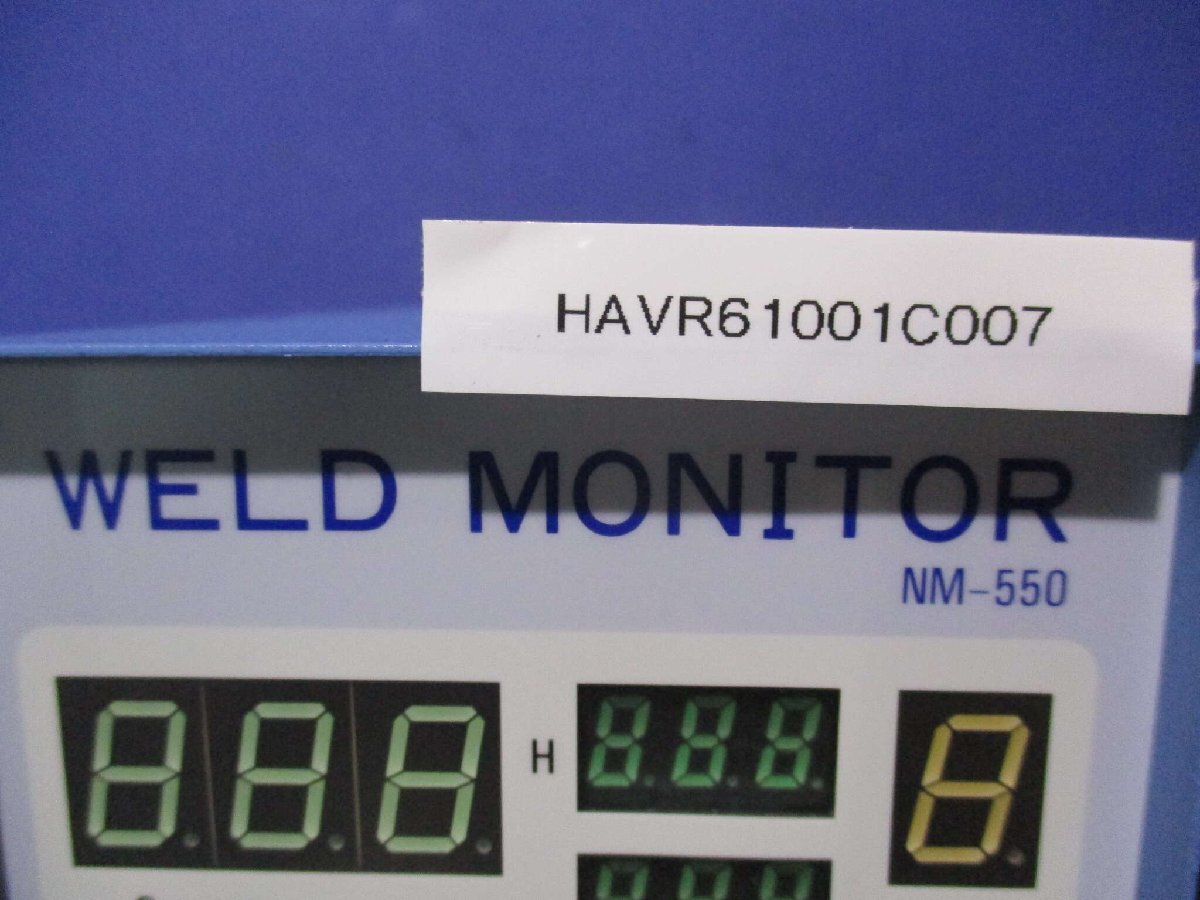 HAVR61001C007
WELD MONITOR
NM-550
H